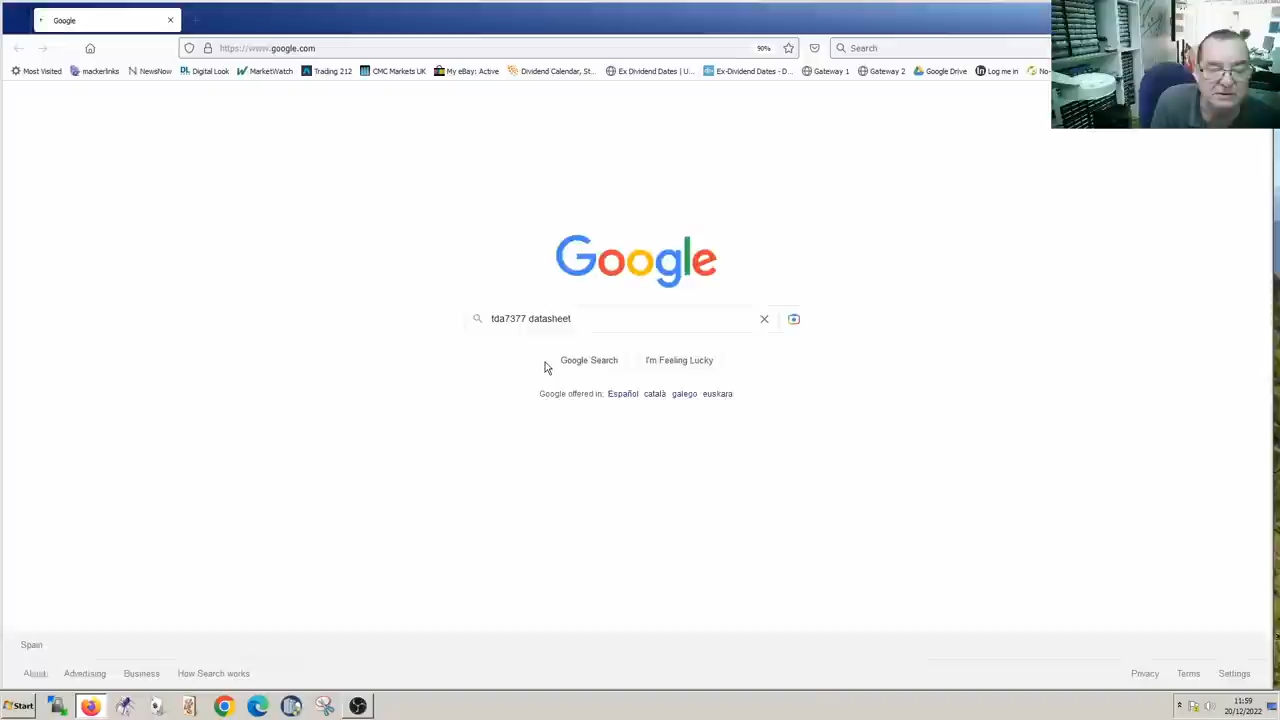 Google
https://www.google.com
90%
Search
Most Visited
mackerlinks
NewsNow
Digital Look
MarketWatch
Trading 212
CMC Markets UK
My eBay: Active
Dividend Calendar, St...
Ex Dividend Dates | U...
Ex-Dividend Dates - D...
Gateway 1
Gateway 2
Google Drive
Log me in
Google
tda7377 datasheet
Google Search
I'm Feeling Lucky
Google offered in: Español català galego euskara
Spain
About
Advertising
Business
How Search works
Privacy
Terms
Settings
Start
11:59
20/12/2022